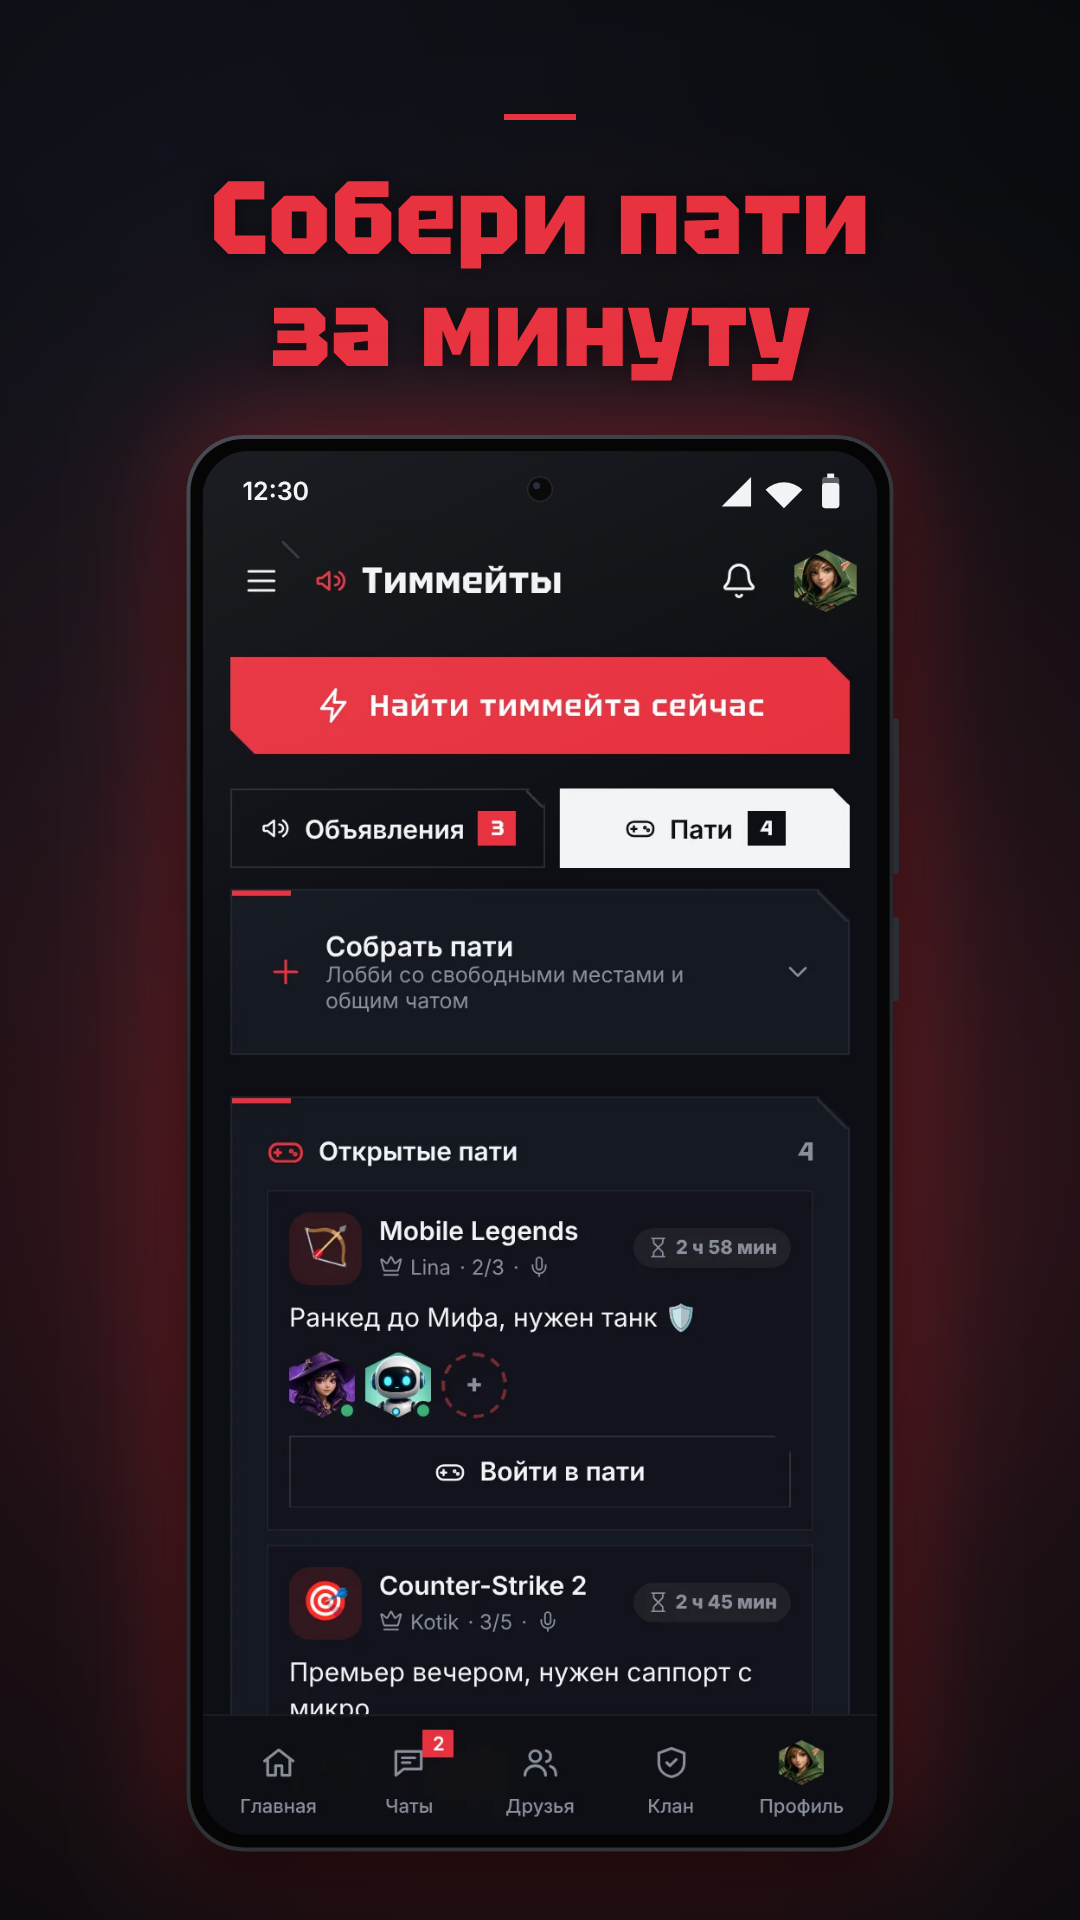 Собери пати
за минуту
12:30
Тиммейты
Найти тиммейта сейчас
Объявления 3
Пати 4
Собрать пати
Лобби со свободными местами и
общим чатом
Открытые пати 4
Mobile Legends
Lina · 2/3 ·
2 ч 58 мин
Ранкед до Мифа, нужен танк
+
Войти в пати
Counter-Strike 2
Kotik · 3/5 ·
2 ч 45 мин
Премьер вечером, нужен саппорт с
микро
2
Главная Чаты Друзья Клан Профиль